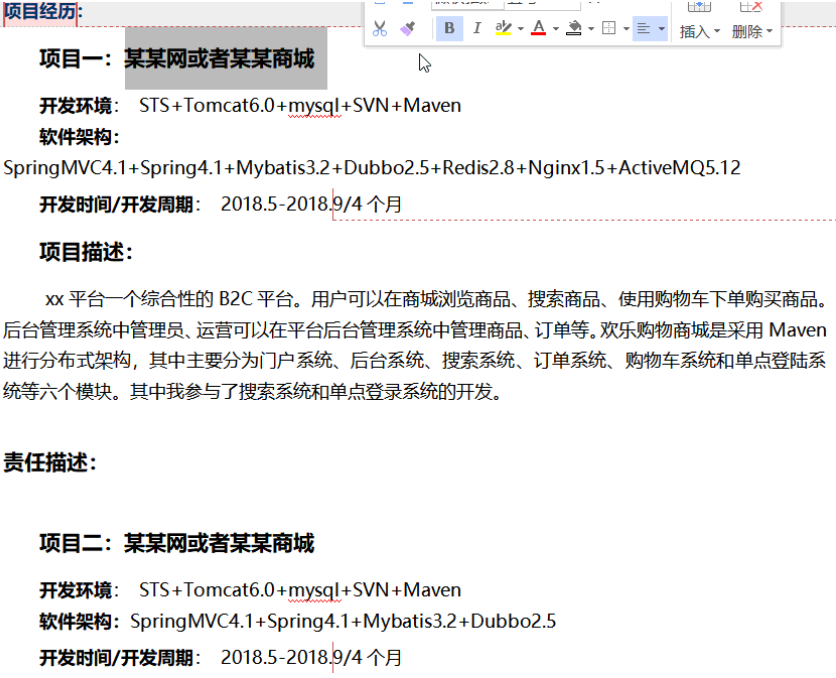 项目经历:
B I A 插入 删除
项目一：某某网或者某某商城
开发环境： STS+Tomcat6.0+mysql+SVN+Maven
软件架构：
SpringMVC4.1+Spring4.1+Mybatis3.2+Dubbo2.5+Redis2.8+Nginx1.5+ActiveMQ5.12
开发时间/开发周期： 2018.5-2018.9/4 个月
项目描述：
xx 平台一个综合性的 B2C 平台。用户可以在商城浏览商品、搜索商品、使用购物车下单购买商品。
后台管理系统中管理员、运营可以在平台后台管理系统中管理商品、订单等。欢乐购物商城是采用 Maven
进行分布式架构，其中主要分为门户系统、后台系统、搜索系统、订单系统、购物车系统和单点登陆系
统等六个模块。其中我参与了搜索系统和单点登录系统的开发。
责任描述：
项目二：某某网或者某某商城
开发环境： STS+Tomcat6.0+mysql+SVN+Maven
软件架构：SpringMVC4.1+Spring4.1+Mybatis3.2+Dubbo2.5
开发时间/开发周期： 2018.5-2018.9/4 个月